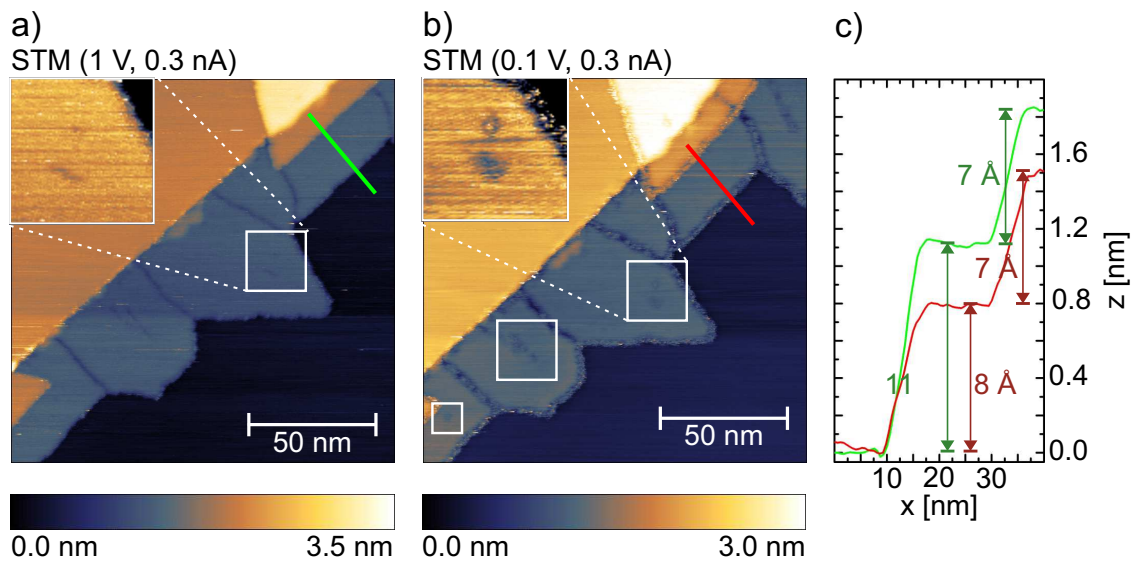 a)
STM (1 V, 0.3 nA)
50 nm
0.0 nm
3.5 nm
b)
STM (0.1 V, 0.3 nA)
50 nm
0.0 nm
3.0 nm
c)
7 Å
7 Å
11
8 Å
1.6
1.2
0.8
0.4
0.0
z [nm]
10 20 30
x [nm]